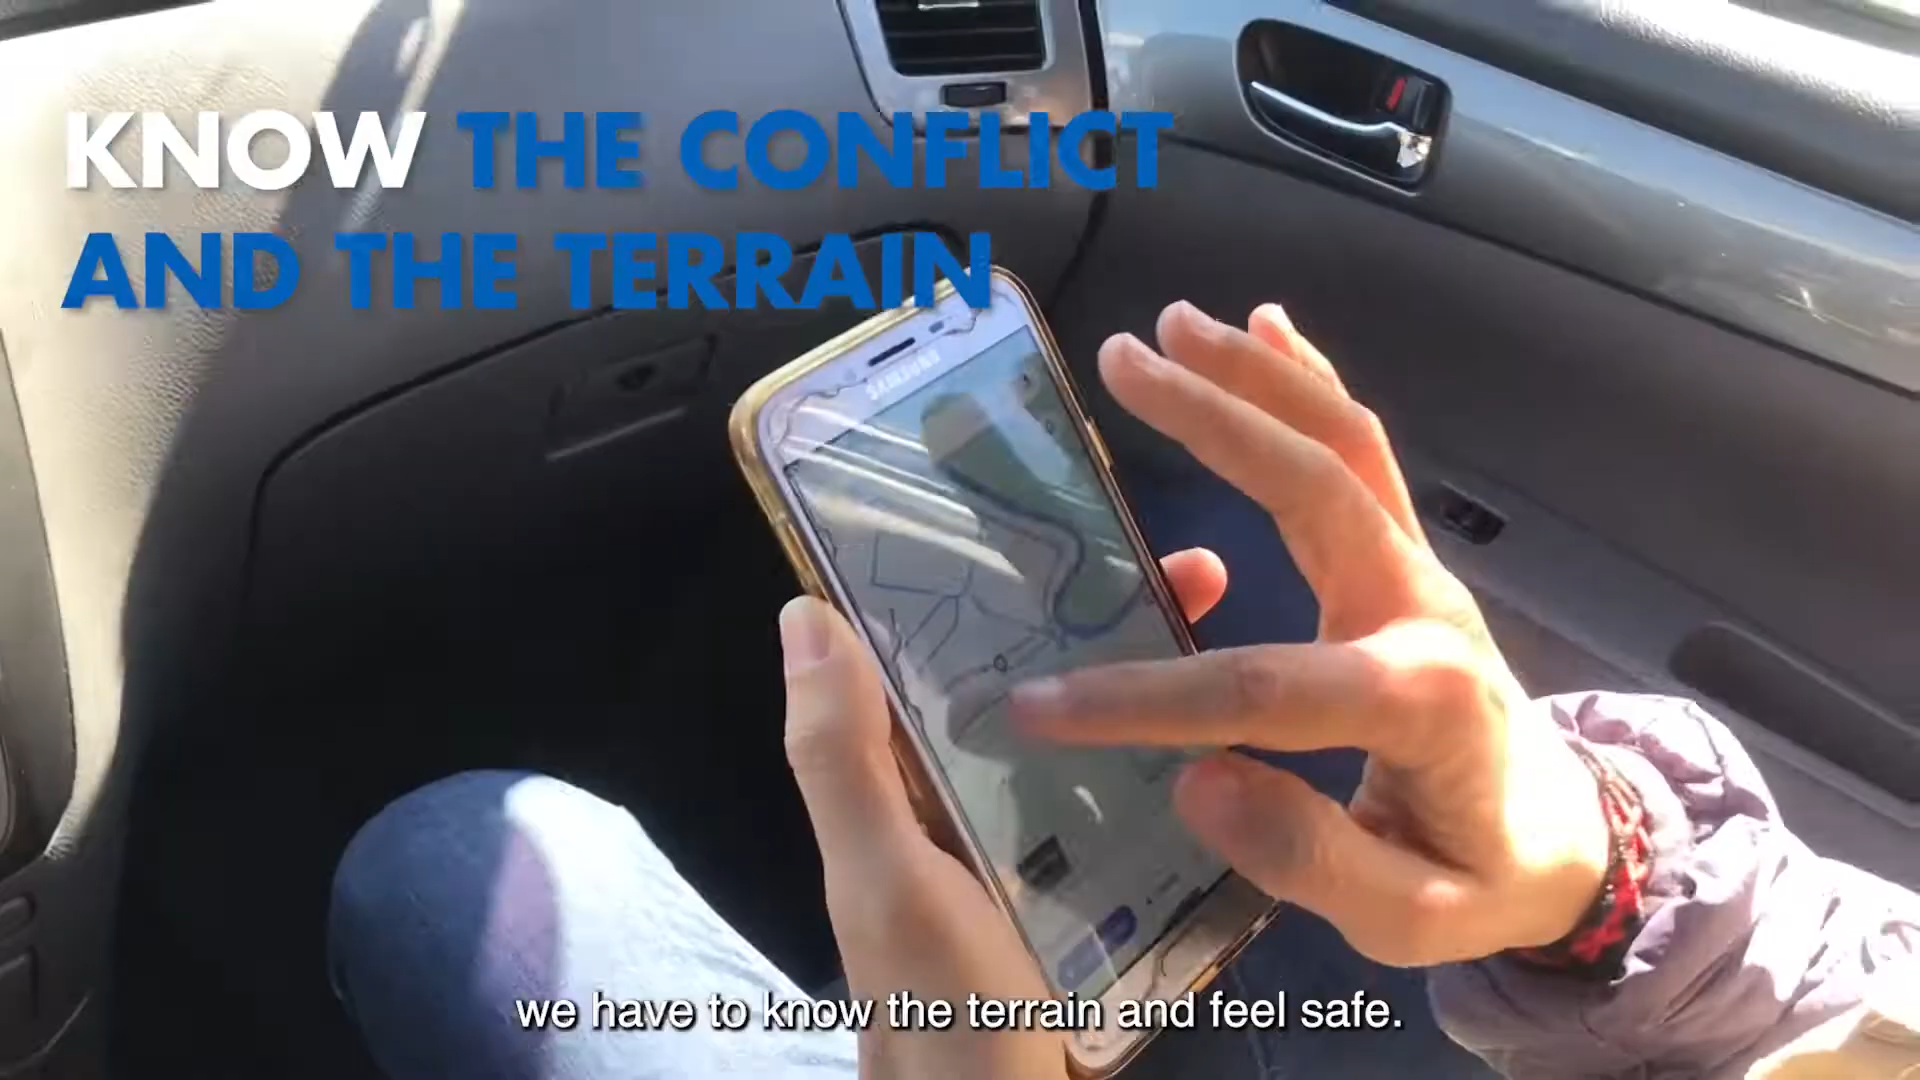 KNOW THE CONFLICT
AND THE TERRAIN
SAMSUNG
we have to know the terrain and feel safe.